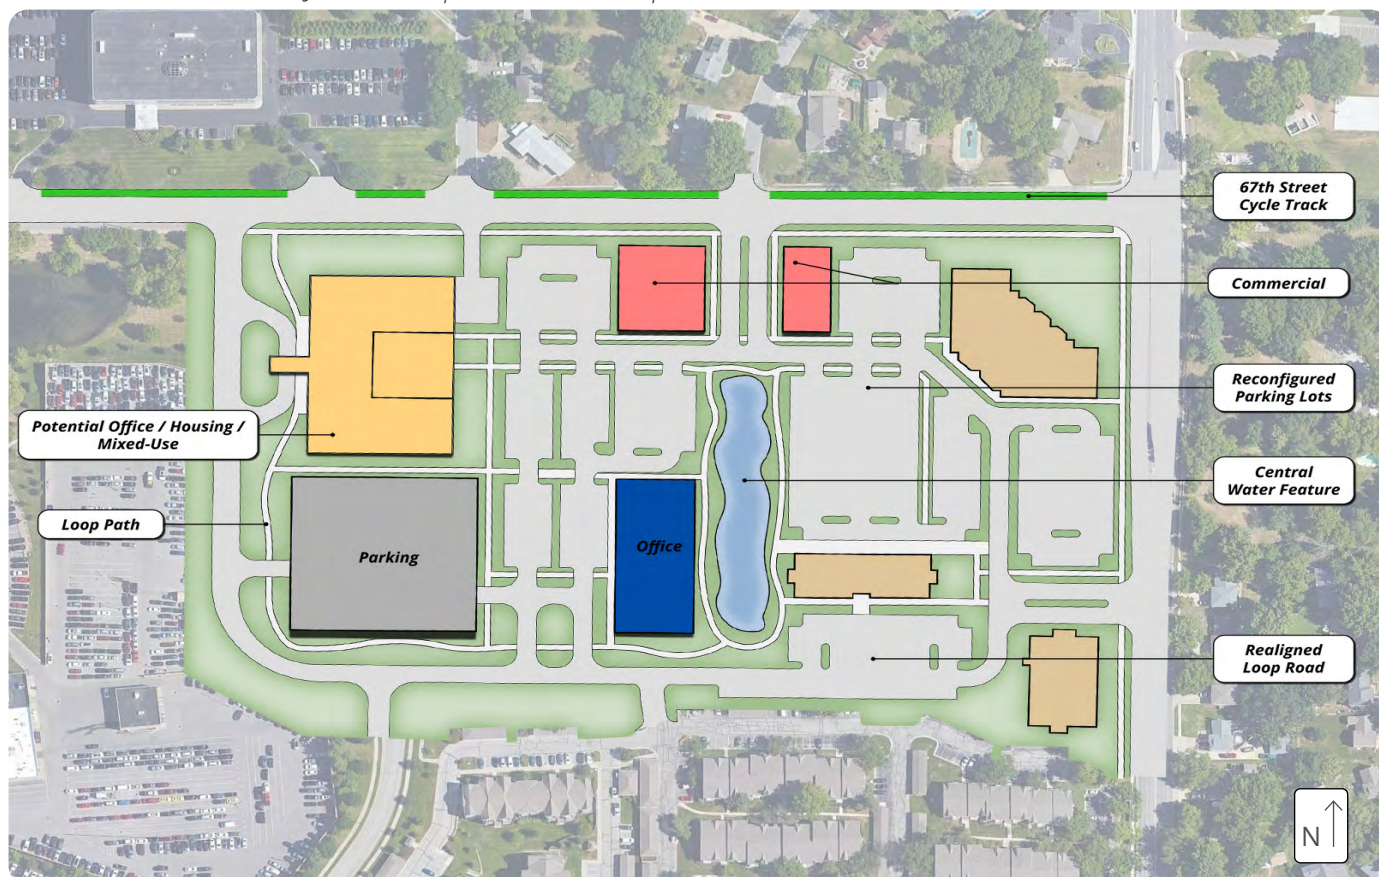 67th Street
Cycle Track
Commercial
Reconfigured
Parking Lots
Potential Office / Housing /
Mixed-Use
Central
Water Feature
Loop Path
Parking
Office
Realigned
Loop Road
N